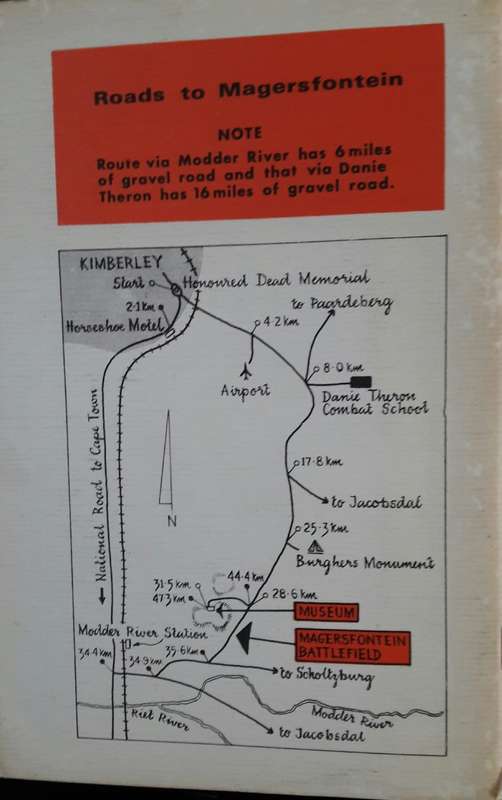 Roads to Magersfontein
NOTE
Route via Modder River has 6 miles
of gravel road and that via Danie
Theron has 16 miles of gravel road.
KIMBERLEY
Start
Honoured Dead Memorial
2·1 km
to Paardeberg
4·2 km
Horseshoe Motel
Airport
8·0 km
Danie Theron
Combat School
National Road to Cape Town
17·8 km
to Jacobsdal
N
25·3 km
Burghers Monument
31·5 km
44·4 km
47·3 km
28·6 km
MUSEUM
Modder River Station
MAGERSFONTEIN
BATTLEFIELD
34·4 km
34·9 km
35·6 km
to Scholtzburg
Riet River
Modder River
to Jacobsdal